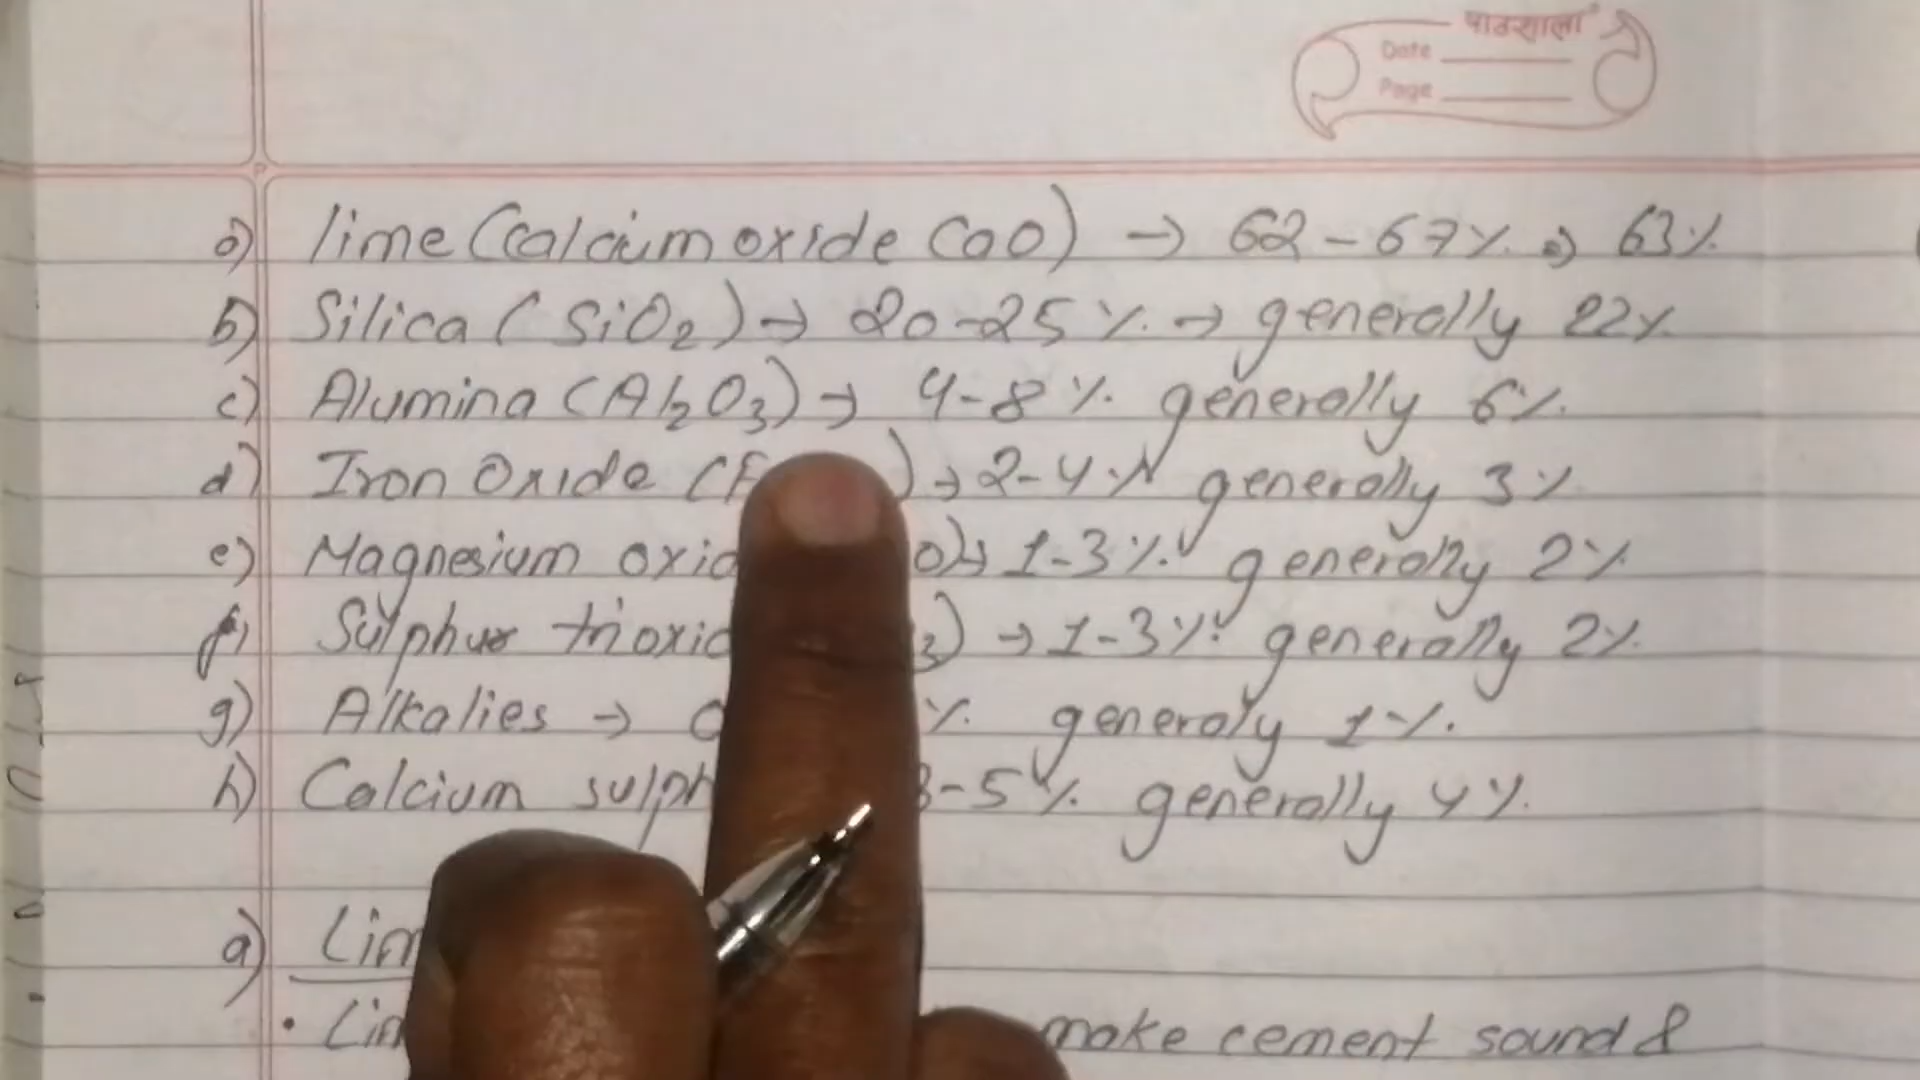 पाठशाला
Date
Page
a) lime (calcium oxide CaO) → 62-67% ⇒ 63%
b) Silica (SiO2) → 20-25% → generally 22%
c) Alumina (Al2O3) → 4-8% generally 6%
d) Iron Oxide ( ) → 2-4% generally 3%
e) Magnesium → 1-3% generally 2%
f) Sulphur → 1-3% generally 2%
g) Alkalies → % generaly 1%
h) Calcium 3-5% generally 4%
a)
• make cement sound &